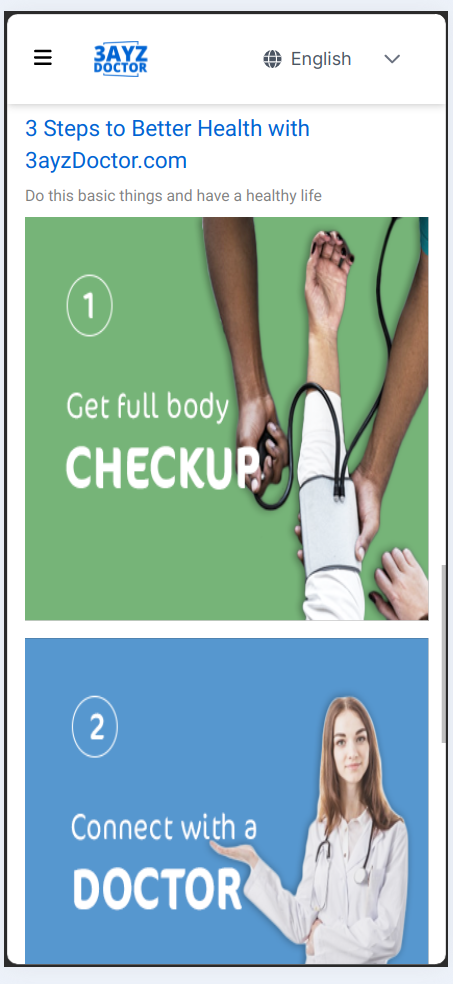 3AYZ
DOCTOR
English
3 Steps to Better Health with
3ayzDoctor.com
Do this basic things and have a healthy life
1
Get full body
CHECKUP
2
Connect with a
DOCTOR